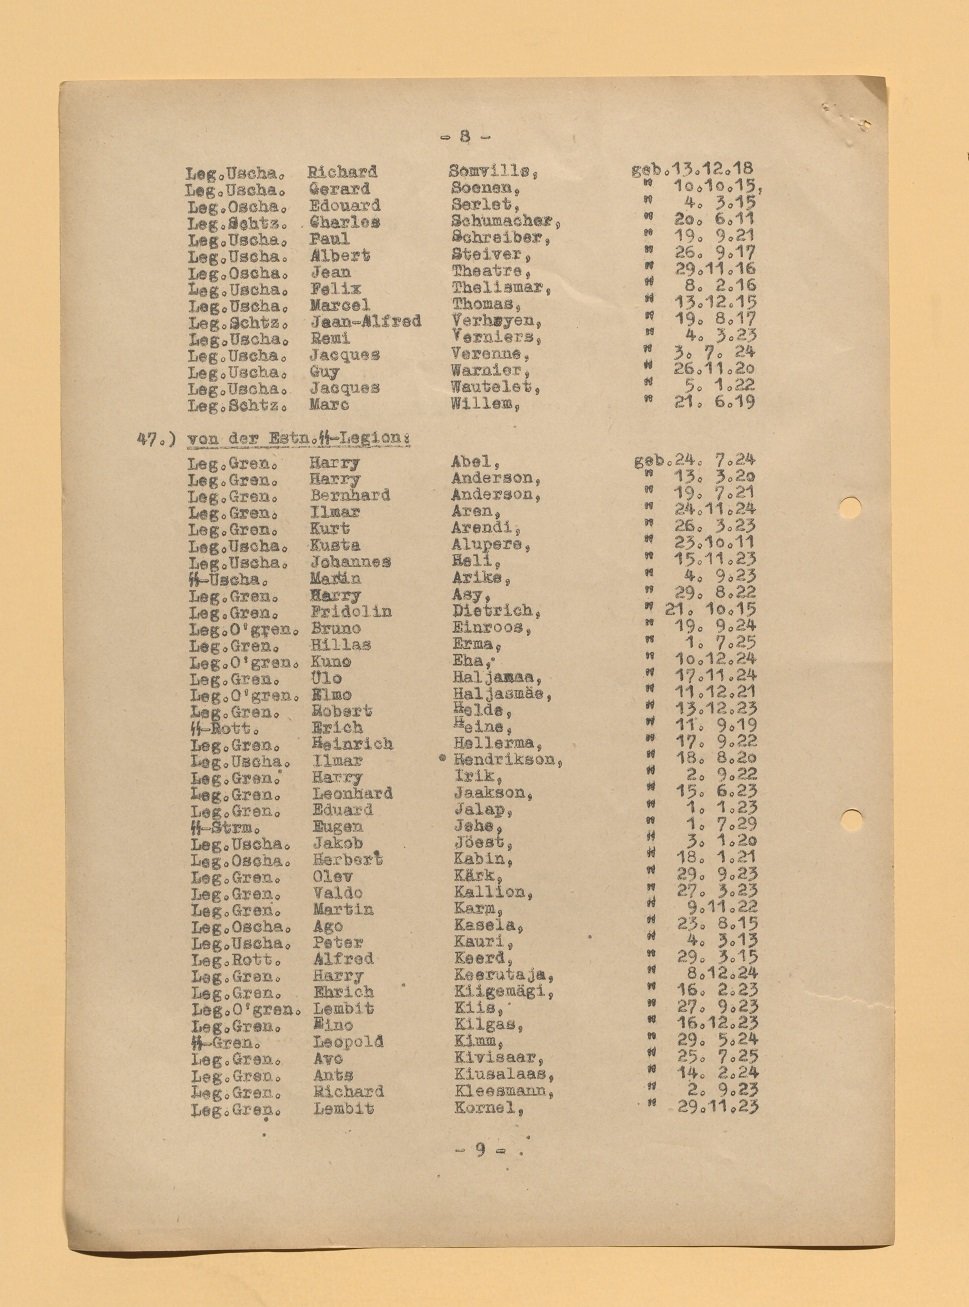 - 8 -
Leg.Uscha. Richard Somvills, geb.13.12.18
Leg.Uscha. Gerard Soenen, " 10.10.15,
Leg.Oscha. Edouard Serlet, " 4. 3.15
Leg.Schtz. Charles Schumacher, " 20. 6.11
Leg.Uscha. Paul Schreiber, " 19. 9.21
Leg.Uscha. Albert Steiver, " 26. 9.17
Leg.Oscha. Jean Theatre, " 29.11.16
Leg.Uscha. Felix Thelismar, " 8. 2.16
Leg.Uscha. Marcel Thomas, " 13.12.15
Leg.Schtz. Jean-Alfred Verhoyen, " 19. 8.17
Leg.Uscha. Remi Verniers, " 4. 3.23
Leg.Uscha. Jacques Verenne, " 3. 7. 24
Leg.Uscha. Guy Warnier, " 26.11.20
Leg.Uscha. Jacques Wautelet, " 5. 1.22
Leg.Schtz. Marc Willem, " 21. 6.19
47.) von der Estn.SS-Legion:
Leg.Gren. Harry Abel, geb.24. 7.24
Leg.Gren. Harry Anderson, " 13. 3.20
Leg.Gren. Bernhard Anderson, " 19. 7.21
Leg.Gren. Ilmar Aren, " 24.11.24
Leg.Gren. Kurt Arendi, " 26. 3.23
Leg.Uscha. Kusta Alupere, " 23.10.11
Leg.Uscha. Johannes Heli, " 15.11.23
SS-Uscha. Martin Arike, " 4. 9.23
Leg.Gren. Harry Asy, " 29. 8.22
Leg.Gren. Fridolin Dietrich, " 21. 10.15
Leg.O'gren. Bruno Einroos, " 19. 9.24
Leg.Gren. Hillas Erma, " 1. 7.25
Leg.O'gren. Kuno Eha, " 10.12.24
Leg.Gren. Ülo Haljamaa, " 17.11.24
Leg.O'gren. Elmo Haljasmäe, " 11.12.21
Leg.Gren. Robert Helde, " 13.12.23
SS-Rott. Erich Heine, " 11. 9.19
Leg.Gren. Heinrich Hellerma, " 17. 9.22
Leg.Uscha. Ilmar Hendrikson, " 18. 8.20
Leg.Gren. Harry Irik, " 2. 9.22
Leg.Gren. Leonhard Jaakson, " 15. 6.23
Leg.Gren. Eduard Jalap, " 1. 1.23
SS-Strm. Eugen Jehe, " 1. 7.29
Leg.Uscha. Jakob Jöest, " 3. 1.20
Leg.Oscha. Herbert Kabin, " 18. 1.21
Leg.Gren. Olev Kärk, " 29. 9.23
Leg.Gren. Valdo Kallion, " 27. 3.23
Leg.Gren. Martin Karm, " 9.11.22
Leg.Oscha. Ago Kasela, " 23. 8.15
Leg.Uscha. Peter Kauri, " 4. 3.13
Leg.Rott. Alfred Keerd, " 29. 3.15
Leg.Gren. Harry Keerutaja, " 8.12.24
Leg.Gren. Ehrich Kiigemägi, " 16. 2.23
Leg.O'gren. Lembit Kiis, " 27. 9.23
Leg.Gren. Eino Kilgas, " 16.12.23
SS-Gren. Leopold Kimm, " 29. 5.24
Leg.Gren. Avo Kivisaar, " 25. 7.25
Leg.Gren. Ants Kiusalaas, " 14. 2.24
Leg.Gren. Richard Kleesmann, " 2. 9.23
Leg.Gren. Lembit Kornel, " 29.11.23
- 9 -